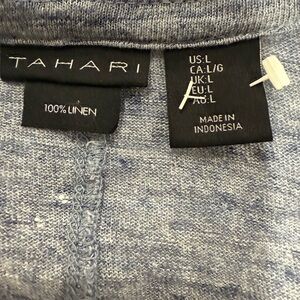 TAHARI
100% LINEN
US:L
CA:L/G
UK:L
EU:L
AU:L
MADE IN
INDONESIA